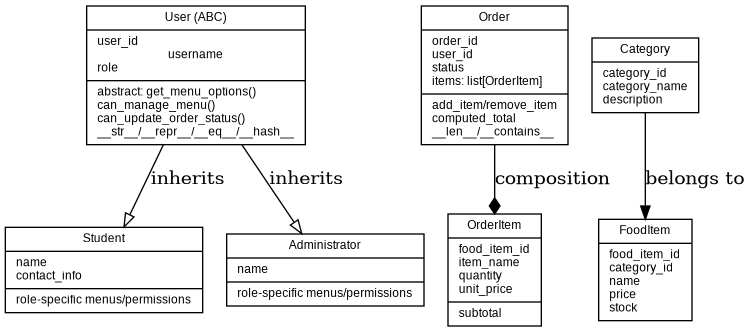 User (ABC)
user_id
username
role
abstract: get_menu_options()
can_manage_menu()
can_update_order_status()
__str__/__repr__/__eq__/__hash__
Order
order_id
user_id
status
items: list[OrderItem]
add_item/remove_item
computed_total
__len__/__contains__
Category
category_id
category_name
description
inherits
inherits
composition
belongs to
Student
name
contact_info
role-specific menus/permissions
Administrator
name
role-specific menus/permissions
OrderItem
food_item_id
item_name
quantity
unit_price
subtotal
FoodItem
food_item_id
category_id
name
price
stock